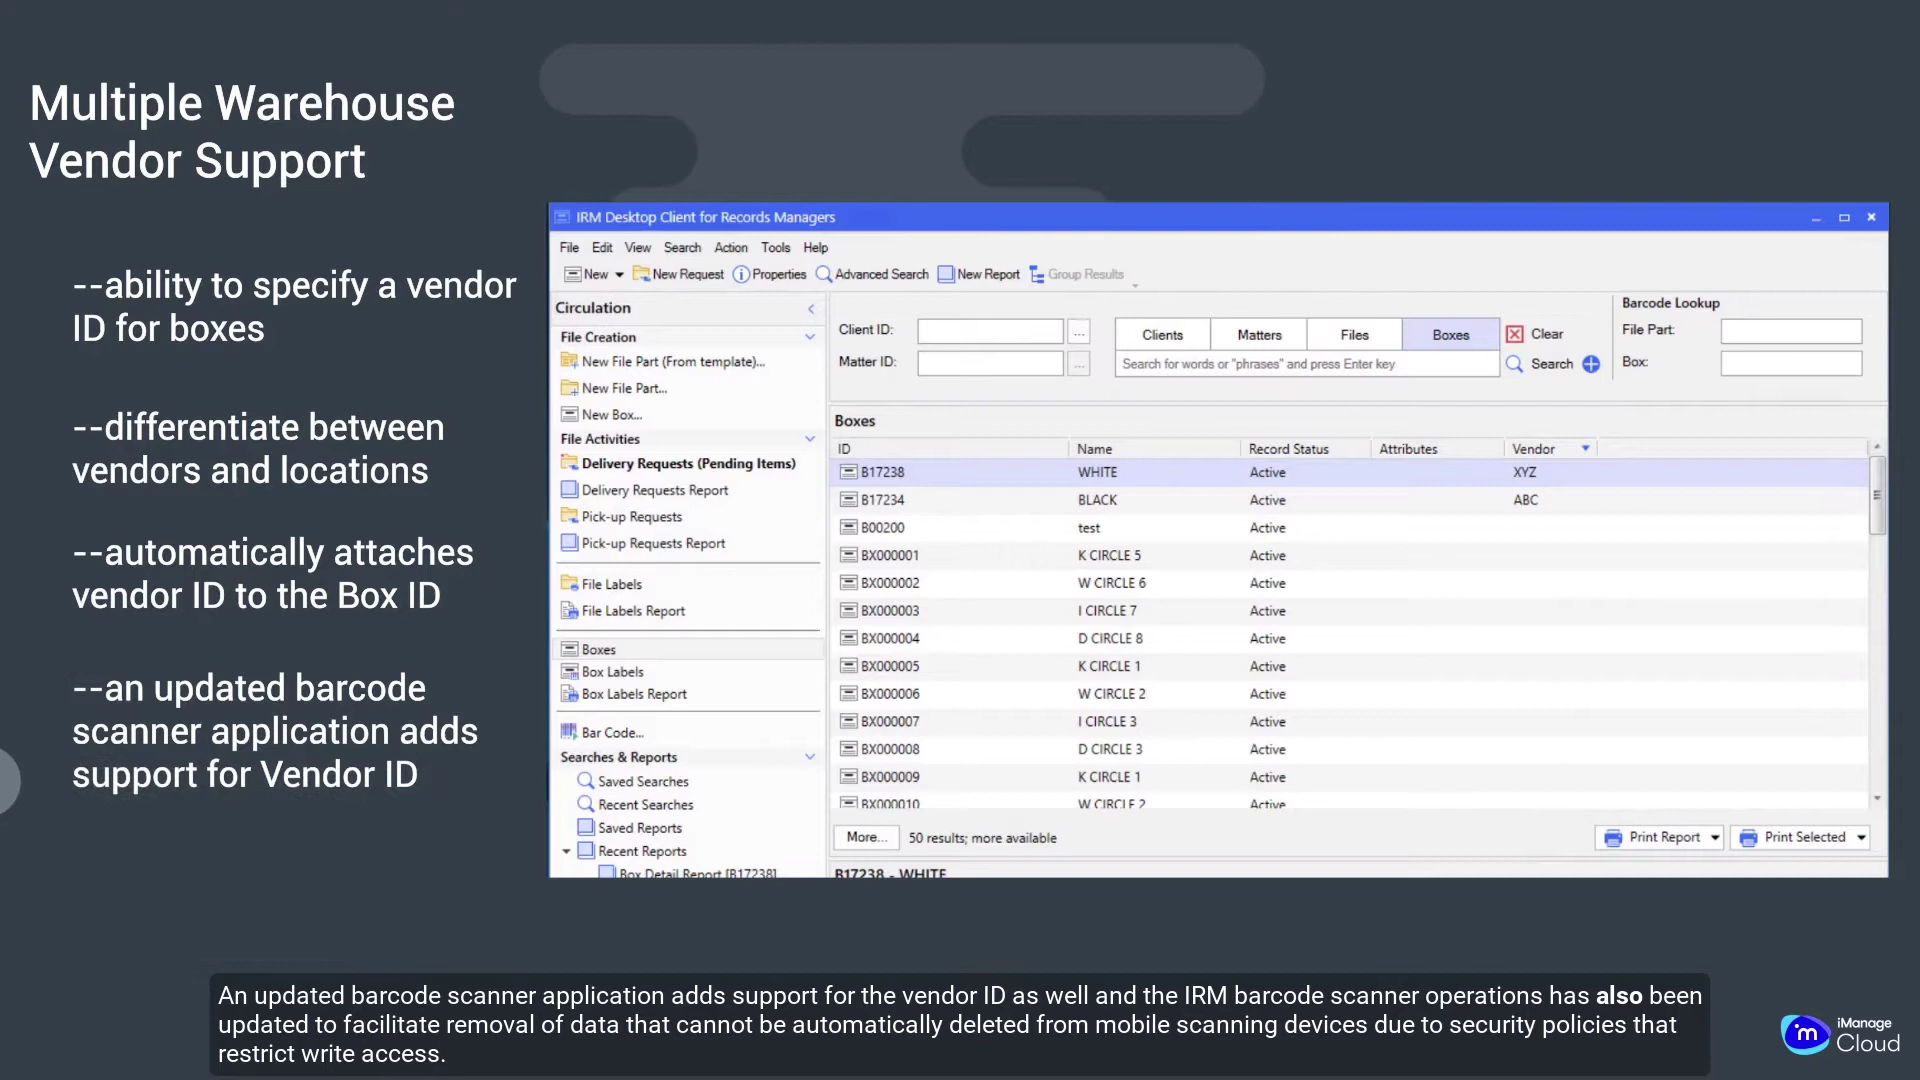 Multiple Warehouse
Vendor Support
--ability to specify a vendor
ID for boxes
--differentiate between
vendors and locations
--automatically attaches
vendor ID to the Box ID
--an updated barcode
scanner application adds
support for Vendor ID
IRM Desktop Client for Records Managers
File Edit View Search Action Tools Help
New New Request Properties Advanced Search New Report Group Results
Circulation
File Creation
New File Part (From template)...
New File Part...
New Box...
File Activities
Delivery Requests (Pending Items)
Delivery Requests Report
Pick-up Requests
Pick-up Requests Report
File Labels
File Labels Report
Boxes
Box Labels
Box Labels Report
Bar Code...
Searches & Reports
Saved Searches
Recent Searches
Saved Reports
Recent Reports
Box Detail Report [B17238]
Client ID: ...
Matter ID: ...
Clients Matters Files Boxes
Search for words or "phrases" and press Enter key
Clear
Search
Barcode Lookup
File Part:
Box:
Boxes
ID Name Record Status Attributes Vendor
B17238 WHITE Active XYZ
B17234 BLACK Active ABC
B00200 test Active
BX000001 K CIRCLE 5 Active
BX000002 W CIRCLE 6 Active
BX000003 I CIRCLE 7 Active
BX000004 D CIRCLE 8 Active
BX000005 K CIRCLE 1 Active
BX000006 W CIRCLE 2 Active
BX000007 I CIRCLE 3 Active
BX000008 D CIRCLE 3 Active
BX000009 K CIRCLE 1 Active
BX000010 W CIRCLE 2 Active
More... 50 results; more available Print Report Print Selected
B17238 - WHITE
An updated barcode scanner application adds support for the vendor ID as well and the IRM barcode scanner operations has also been
updated to facilitate removal of data that cannot be automatically deleted from mobile scanning devices due to security policies that
restrict write access.
m iManage
Cloud